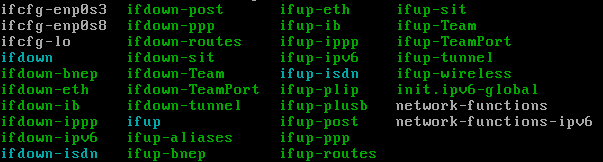 ifcfg-enp0s3 ifdown-post ifup-eth ifup-sit
ifcfg-enp0s8 ifdown-ppp ifup-ib ifup-Team
ifcfg-lo ifdown-routes ifup-ippp ifup-TeamPort
ifdown ifdown-sit ifup-ipv6 ifup-tunnel
ifdown-bnep ifdown-Team ifup-isdn ifup-wireless
ifdown-eth ifdown-TeamPort ifup-plip init.ipv6-global
ifdown-ib ifdown-tunnel ifup-plusb network-functions
ifdown-ippp ifup ifup-post network-functions-ipv6
ifdown-ipv6 ifup-aliases ifup-ppp
ifdown-isdn ifup-bnep ifup-routes